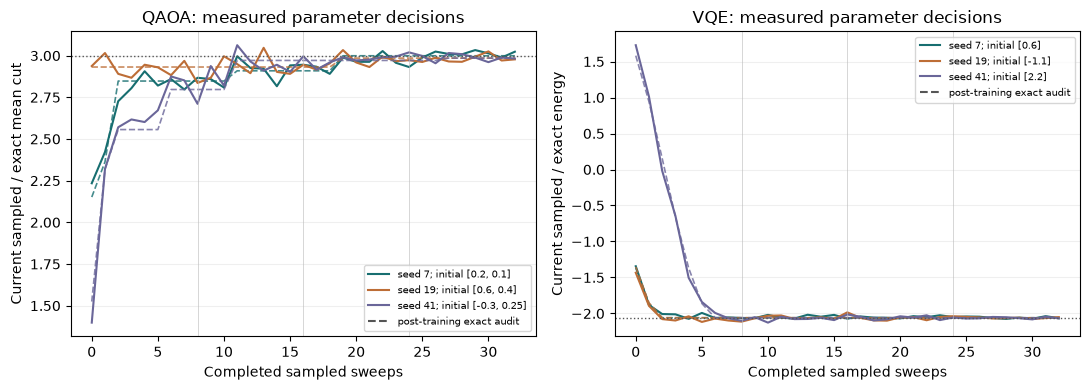 QAOA: measured parameter decisions
Current sampled / exact mean cut
3.00
2.75
2.50
2.25
2.00
1.75
1.50
seed 7; initial [0.2, 0.1]
seed 19; initial [0.6, 0.4]
seed 41; initial [-0.3, 0.25]
post-training exact audit
0 5 10 15 20 25 30
Completed sampled sweeps
VQE: measured parameter decisions
Current sampled / exact energy
1.5
1.0
0.5
0.0
−0.5
−1.0
−1.5
−2.0
seed 7; initial [0.6]
seed 19; initial [-1.1]
seed 41; initial [2.2]
post-training exact audit
0 5 10 15 20 25 30
Completed sampled sweeps